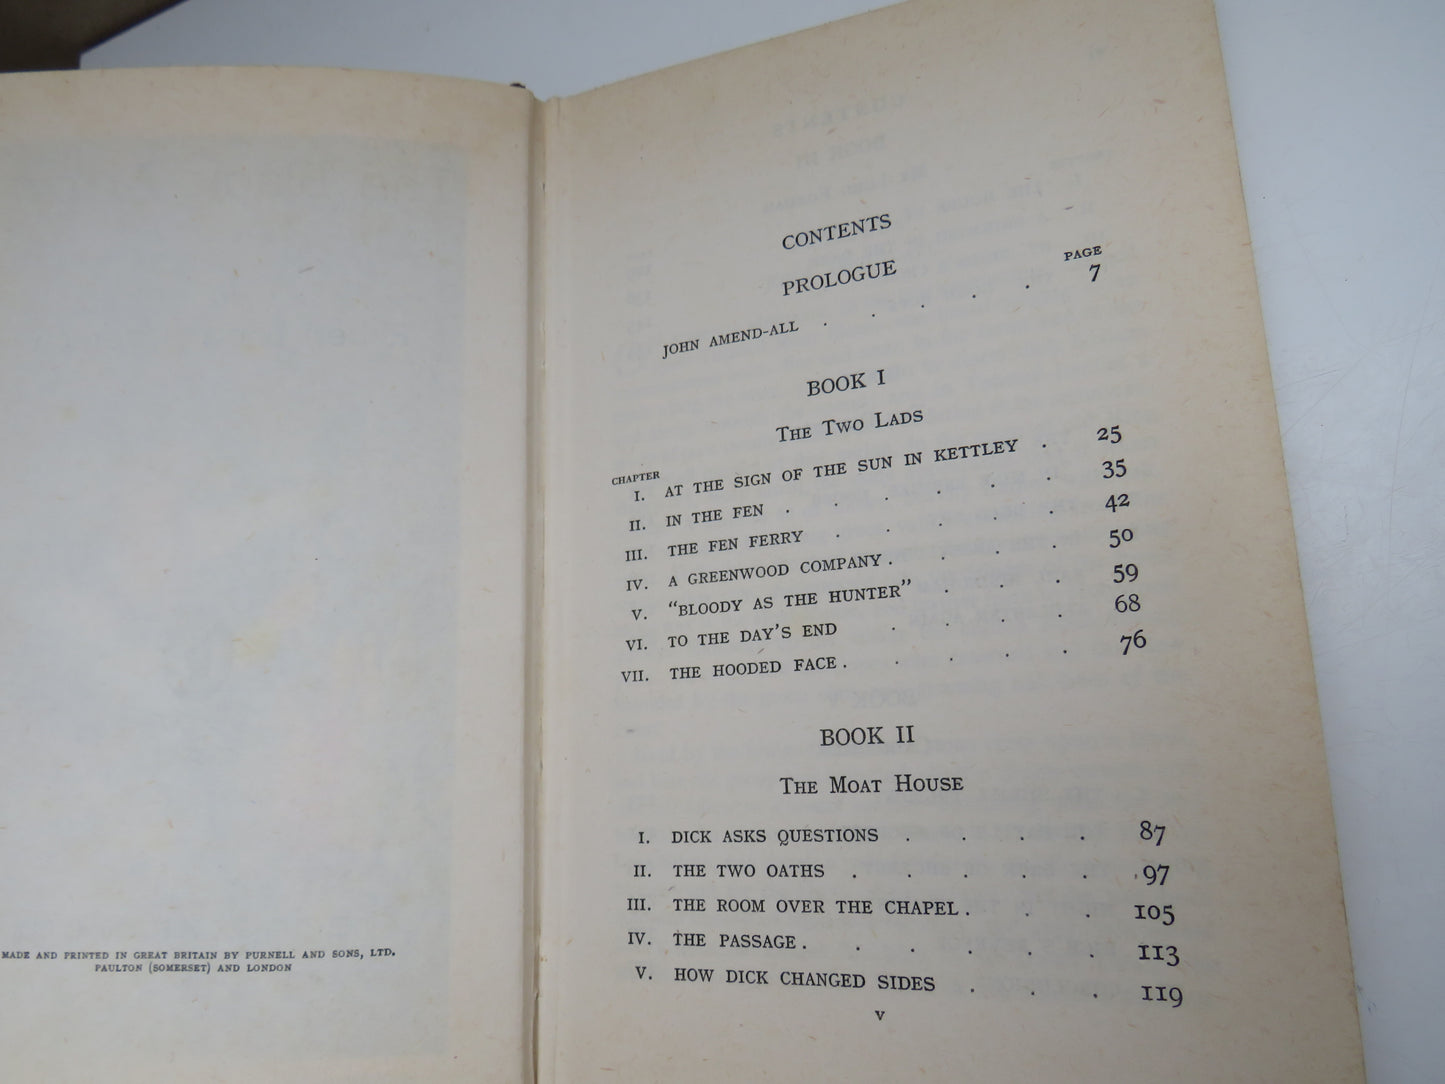 MADE AND PRINTED IN GREAT BRITAIN BY PURNELL AND SONS, LTD.
PAULTON (SOMERSET) AND LONDON
CONTENTS
PROLOGUE
PAGE
JOHN AMEND-ALL . . . . . 7
BOOK I
The Two Lads
CHAPTER
I. AT THE SIGN OF THE SUN IN KETTLEY . 25
II. IN THE FEN . . . . . . 35
III. THE FEN FERRY . . . . . 42
IV. A GREENWOOD COMPANY . . . . 50
V. "BLOODY AS THE HUNTER" . . . 59
VI. TO THE DAY'S END . . . . 68
VII. THE HOODED FACE . . . . . 76
BOOK II
The Moat House
I. DICK ASKS QUESTIONS . . . . 87
II. THE TWO OATHS . . . . . 97
III. THE ROOM OVER THE CHAPEL . . . 105
IV. THE PASSAGE . . . . . . 113
V. HOW DICK CHANGED SIDES . . . 119
v